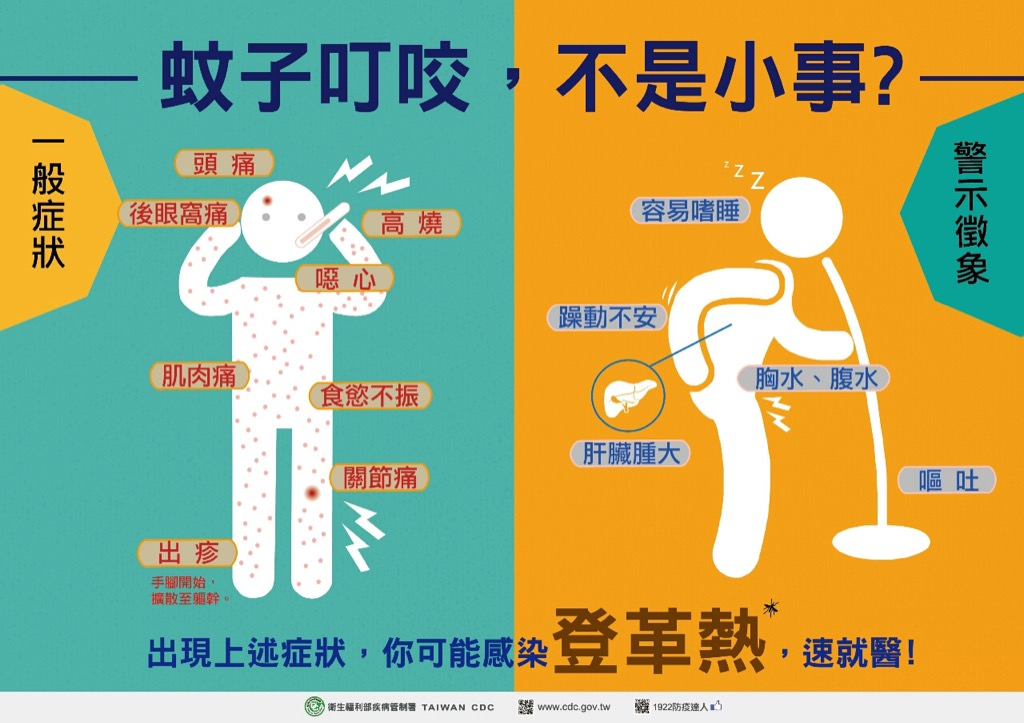 蚊子叮咬，不是小事?
一般症狀
頭痛
後眼窩痛
高燒
噁心
肌肉痛
食慾不振
關節痛
出疹
手腳開始，
擴散至軀幹。
警示徵象
z z Z
容易嗜睡
躁動不安
胸水、腹水
肝臟腫大
嘔吐
出現上述症狀，你可能感染登革熱，速就醫!
衛生福利部疾病管制署 TAIWAN CDC www.cdc.gov.tw 1922防疫達人